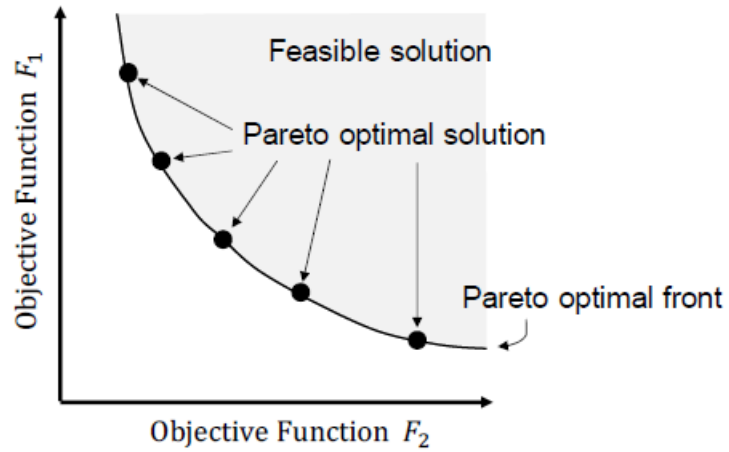 Feasible solution
Objective Function F₁
Pareto optimal solution
Pareto optimal front
Objective Function F₂